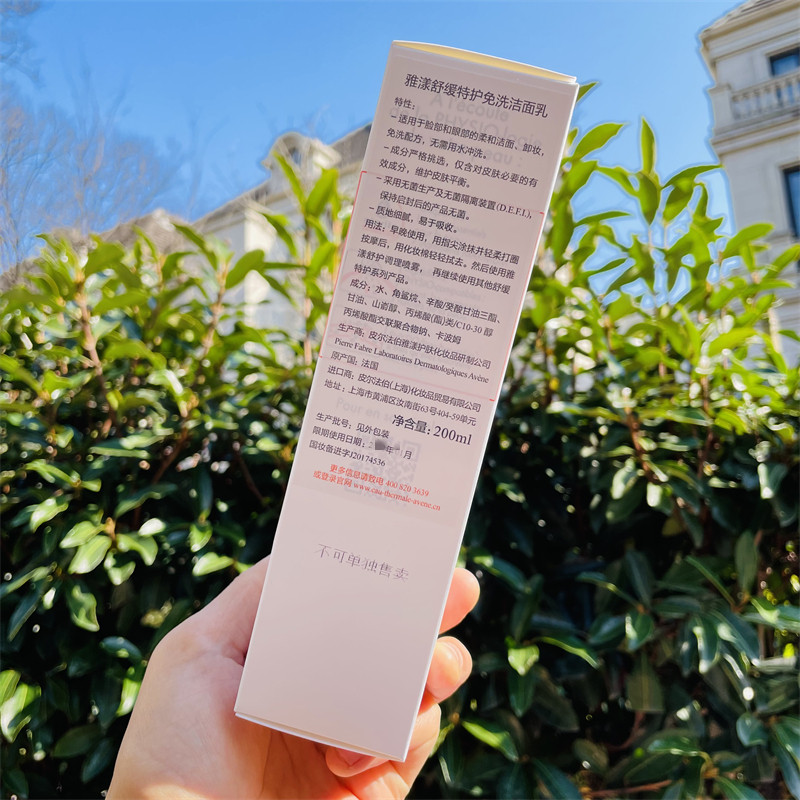 雅漾舒缓特护免洗洁面乳
特性：
– 适用于脸部和眼部的柔和洁面、卸妆，
免洗配方，无需用水冲洗。
– 成分严格挑选，仅含对皮肤必要的有
效成分，维护皮肤平衡。
– 采用无菌生产及无菌隔离装置(D.E.F.I.)，
保持启封后的产品无菌。
– 质地细腻，易于吸收。
用法：早晚使用，用指尖涂抹并轻柔打圈
按摩后，用化妆棉轻轻拭去。然后使用雅
漾舒护调理喷雾， 再继续使用其他舒缓
特护系列产品。
成分：水、角鲨烷、辛酸/癸酸甘油三酯、
甘油、山嵛醇、丙烯酸(酯)类/C10-30 醇
丙烯酸酯交联聚合物钠、卡波姆
生产商：皮尔法伯雅漾护肤化妆品研制公司
Pierre Fabre Laboratoires Dermatologiques Avène
原产国：法国
进口商：皮尔法伯(上海)化妆品贸易有限公司
地址：上海市黄浦区汝南街63号404-59单元
净含量: 200ml
生产批号：见外包装
限期使用日期： 年 月
国妆备进字J20174536
更多信息请致电 400 820 3639
或登录官网 www.eau-thermale-avene.cn
不可单独售卖